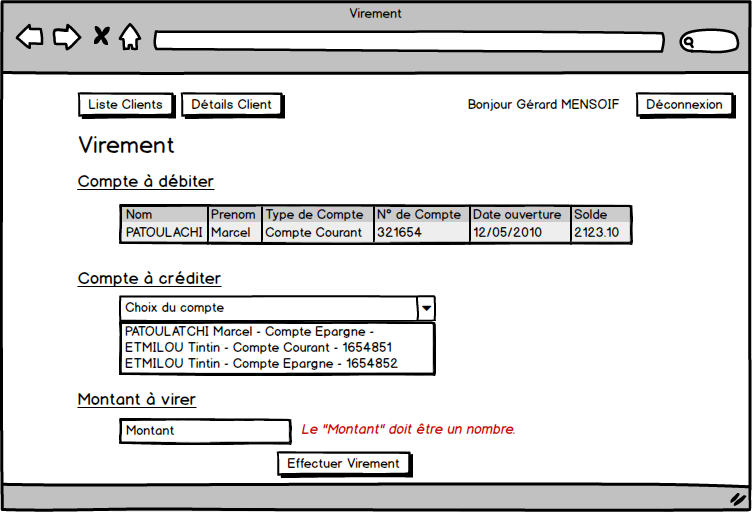 Virement
Liste Clients Détails Client Bonjour Gérard MENSOIF Déconnexion
Virement
Compte à débiter
Nom Prenom Type de Compte N° de Compte Date ouverture Solde
PATOULACHI Marcel Compte Courant 321654 12/05/2010 2123.10
Compte à créditer
Choix du compte
PATOULATCHI Marcel - Compte Epargne -
ETMILOU Tintin - Compte Courant - 1654851
ETMILOU Tintin - Compte Epargne - 1654852
Montant à virer
Montant Le "Montant" doit être un nombre.
Effectuer Virement